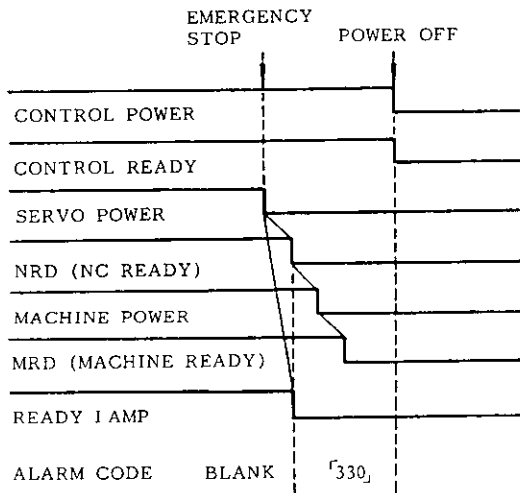 EMERGENCY
STOP
POWER OFF
CONTROL POWER
CONTROL READY
SERVO POWER
NRD (NC READY)
MACHINE POWER
MRD (MACHINE READY)
READY I AMP
ALARM CODE BLANK 「330」